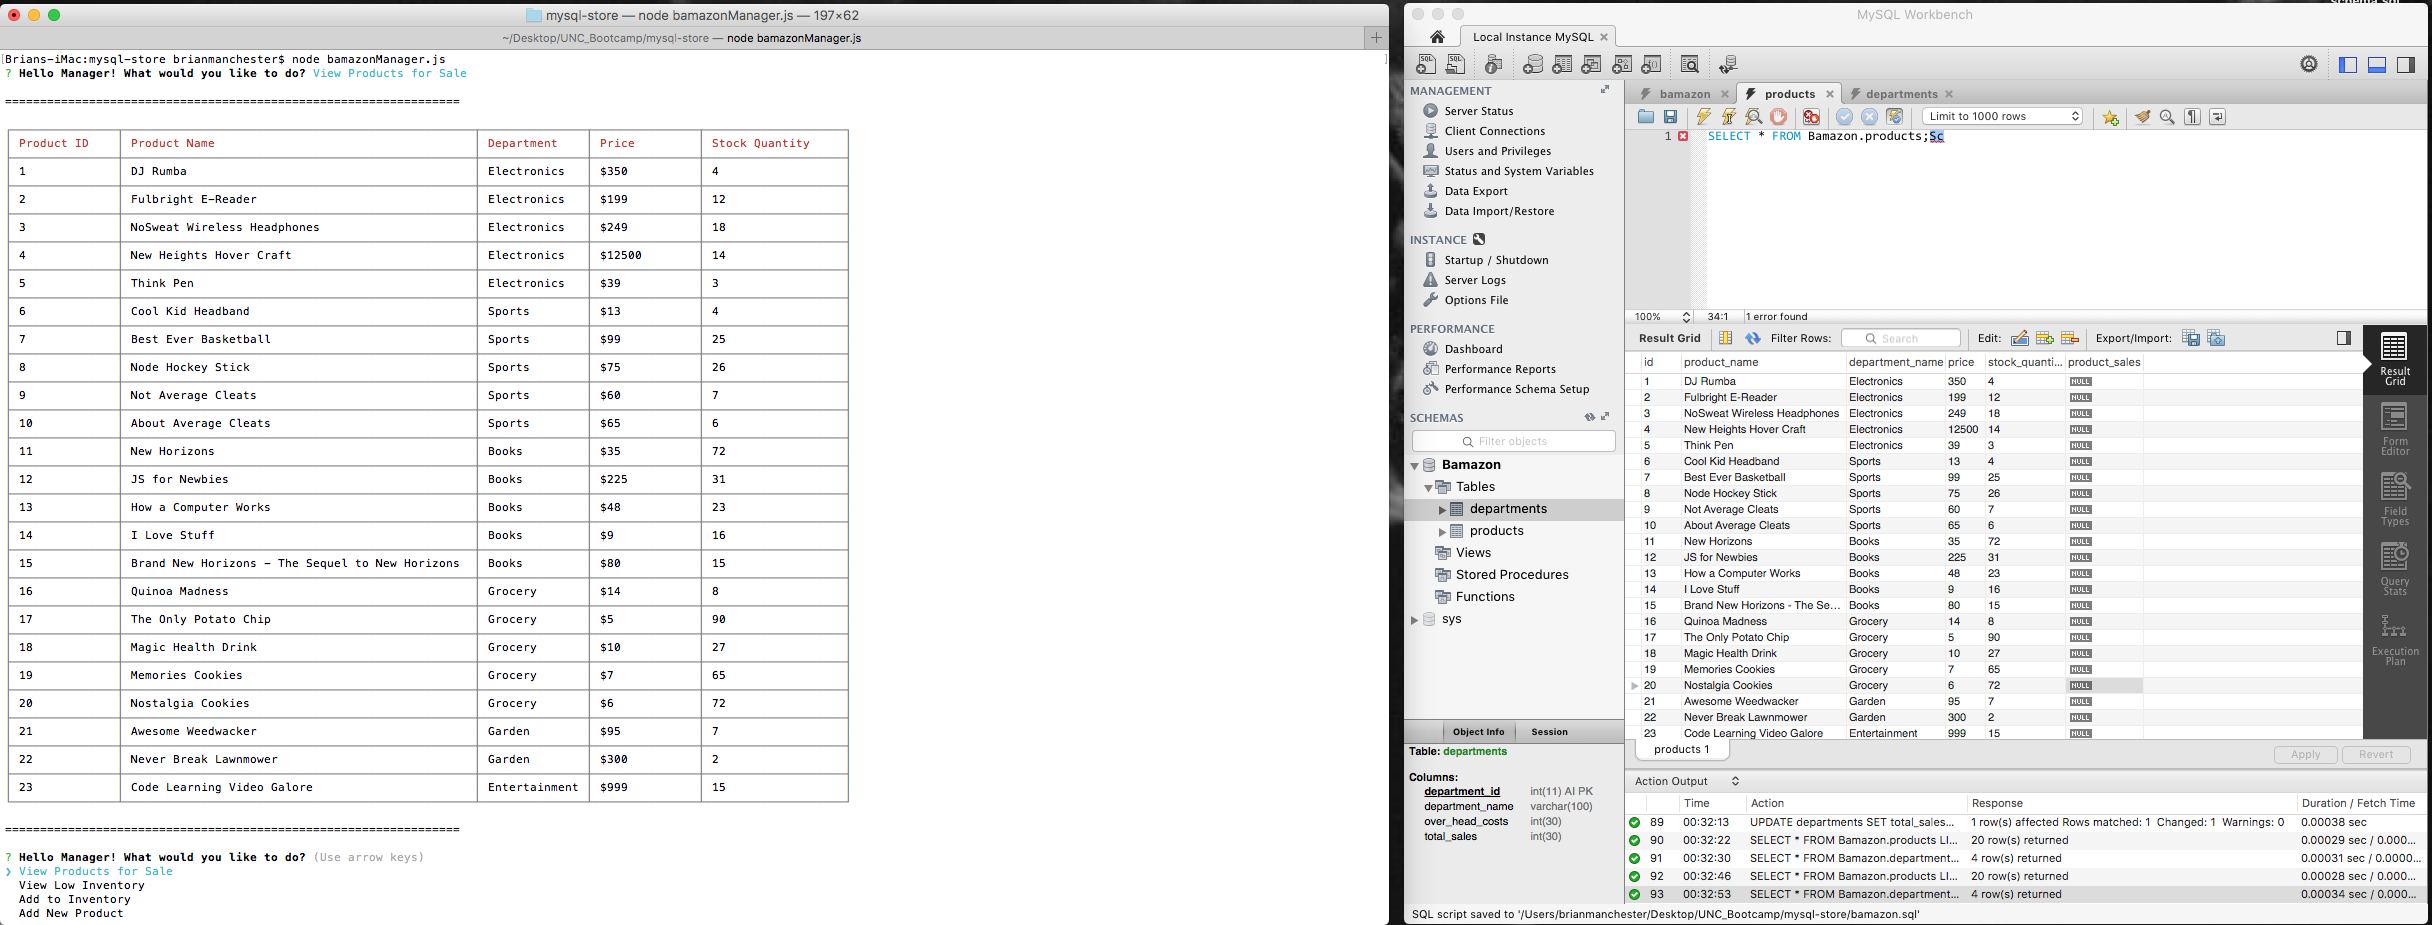 mysql-store — node bamazonManager.js — 197×62
~/Desktop/UNC_Bootcamp/mysql-store — node bamazonManager.js
Brians-iMac:mysql-store brianmanchester$ node bamazonManager.js
? Hello Manager! What would you like to do? View Products for Sale
=================================================================
Product ID Product Name Department Price Stock Quantity
1 DJ Rumba Electronics $350 4
2 Fulbright E-Reader Electronics $199 12
3 NoSweat Wireless Headphones Electronics $249 18
4 New Heights Hover Craft Electronics $12500 14
5 Think Pen Electronics $39 3
6 Cool Kid Headband Sports $13 4
7 Best Ever Basketball Sports $99 25
8 Node Hockey Stick Sports $75 26
9 Not Average Cleats Sports $60 7
10 About Average Cleats Sports $65 6
11 New Horizons Books $35 72
12 JS for Newbies Books $225 31
13 How a Computer Works Books $48 23
14 I Love Stuff Books $9 16
15 Brand New Horizons - The Sequel to New Horizons Books $80 15
16 Quinoa Madness Grocery $14 8
17 The Only Potato Chip Grocery $5 90
18 Magic Health Drink Grocery $10 27
19 Memories Cookies Grocery $7 65
20 Nostalgia Cookies Grocery $6 72
21 Awesome Weedwacker Garden $95 7
22 Never Break Lawnmower Garden $300 2
23 Code Learning Video Galore Entertainment $999 15
=================================================================
? Hello Manager! What would you like to do? (Use arrow keys)
❯ View Products for Sale
View Low Inventory
Add to Inventory
Add New Product
MySQL Workbench
Local Instance MySQL
MANAGEMENT
Server Status
Client Connections
Users and Privileges
Status and System Variables
Data Export
Data Import/Restore
INSTANCE
Startup / Shutdown
Server Logs
Options File
PERFORMANCE
Dashboard
Performance Reports
Performance Schema Setup
SCHEMAS
Filter objects
Bamazon
Tables
departments
products
Views
Stored Procedures
Functions
sys
Object Info Session
Table: departments
Columns:
department_id int(11) AI PK
department_name varchar(100)
over_head_costs int(30)
total_sales int(30)
bamazon products departments
Limit to 1000 rows
1 SELECT * FROM Bamazon.products;Sc
100% 34:1 1 error found
Result Grid Filter Rows: Search Edit: Export/Import:
id product_name department_name price stock_quanti... product_sales
1 DJ Rumba Electronics 350 4 NULL
2 Fulbright E-Reader Electronics 199 12 NULL
3 NoSweat Wireless Headphones Electronics 249 18 NULL
4 New Heights Hover Craft Electronics 12500 14 NULL
5 Think Pen Electronics 39 3 NULL
6 Cool Kid Headband Sports 13 4 NULL
7 Best Ever Basketball Sports 99 25 NULL
8 Node Hockey Stick Sports 75 26 NULL
9 Not Average Cleats Sports 60 7 NULL
10 About Average Cleats Sports 65 6 NULL
11 New Horizons Books 35 72 NULL
12 JS for Newbies Books 225 31 NULL
13 How a Computer Works Books 48 23 NULL
14 I Love Stuff Books 9 16 NULL
15 Brand New Horizons - The Se... Books 80 15 NULL
16 Quinoa Madness Grocery 14 8 NULL
17 The Only Potato Chip Grocery 5 90 NULL
18 Magic Health Drink Grocery 10 27 NULL
19 Memories Cookies Grocery 7 65 NULL
20 Nostalgia Cookies Grocery 6 72 NULL
21 Awesome Weedwacker Garden 95 7 NULL
22 Never Break Lawnmower Garden 300 2 NULL
23 Code Learning Video Galore Entertainment 999 15 NULL
Result
Grid
Form
Editor
Field
Types
Query
Stats
Execution
Plan
products 1 Apply Revert
Action Output
Time Action Response Duration / Fetch Time
89 00:32:13 UPDATE departments SET total_sales... 1 row(s) affected Rows matched: 1 Changed: 1 Warnings: 0 0.00038 sec
90 00:32:22 SELECT * FROM Bamazon.products LI... 20 row(s) returned 0.00029 sec / 0.000...
91 00:32:30 SELECT * FROM Bamazon.department... 4 row(s) returned 0.00031 sec / 0.0000...
92 00:32:46 SELECT * FROM Bamazon.products LI... 20 row(s) returned 0.00028 sec / 0.000...
93 00:32:53 SELECT * FROM Bamazon.department... 4 row(s) returned 0.00034 sec / 0.000...
SQL script saved to '/Users/brianmanchester/Desktop/UNC_Bootcamp/mysql-store/bamazon.sql'